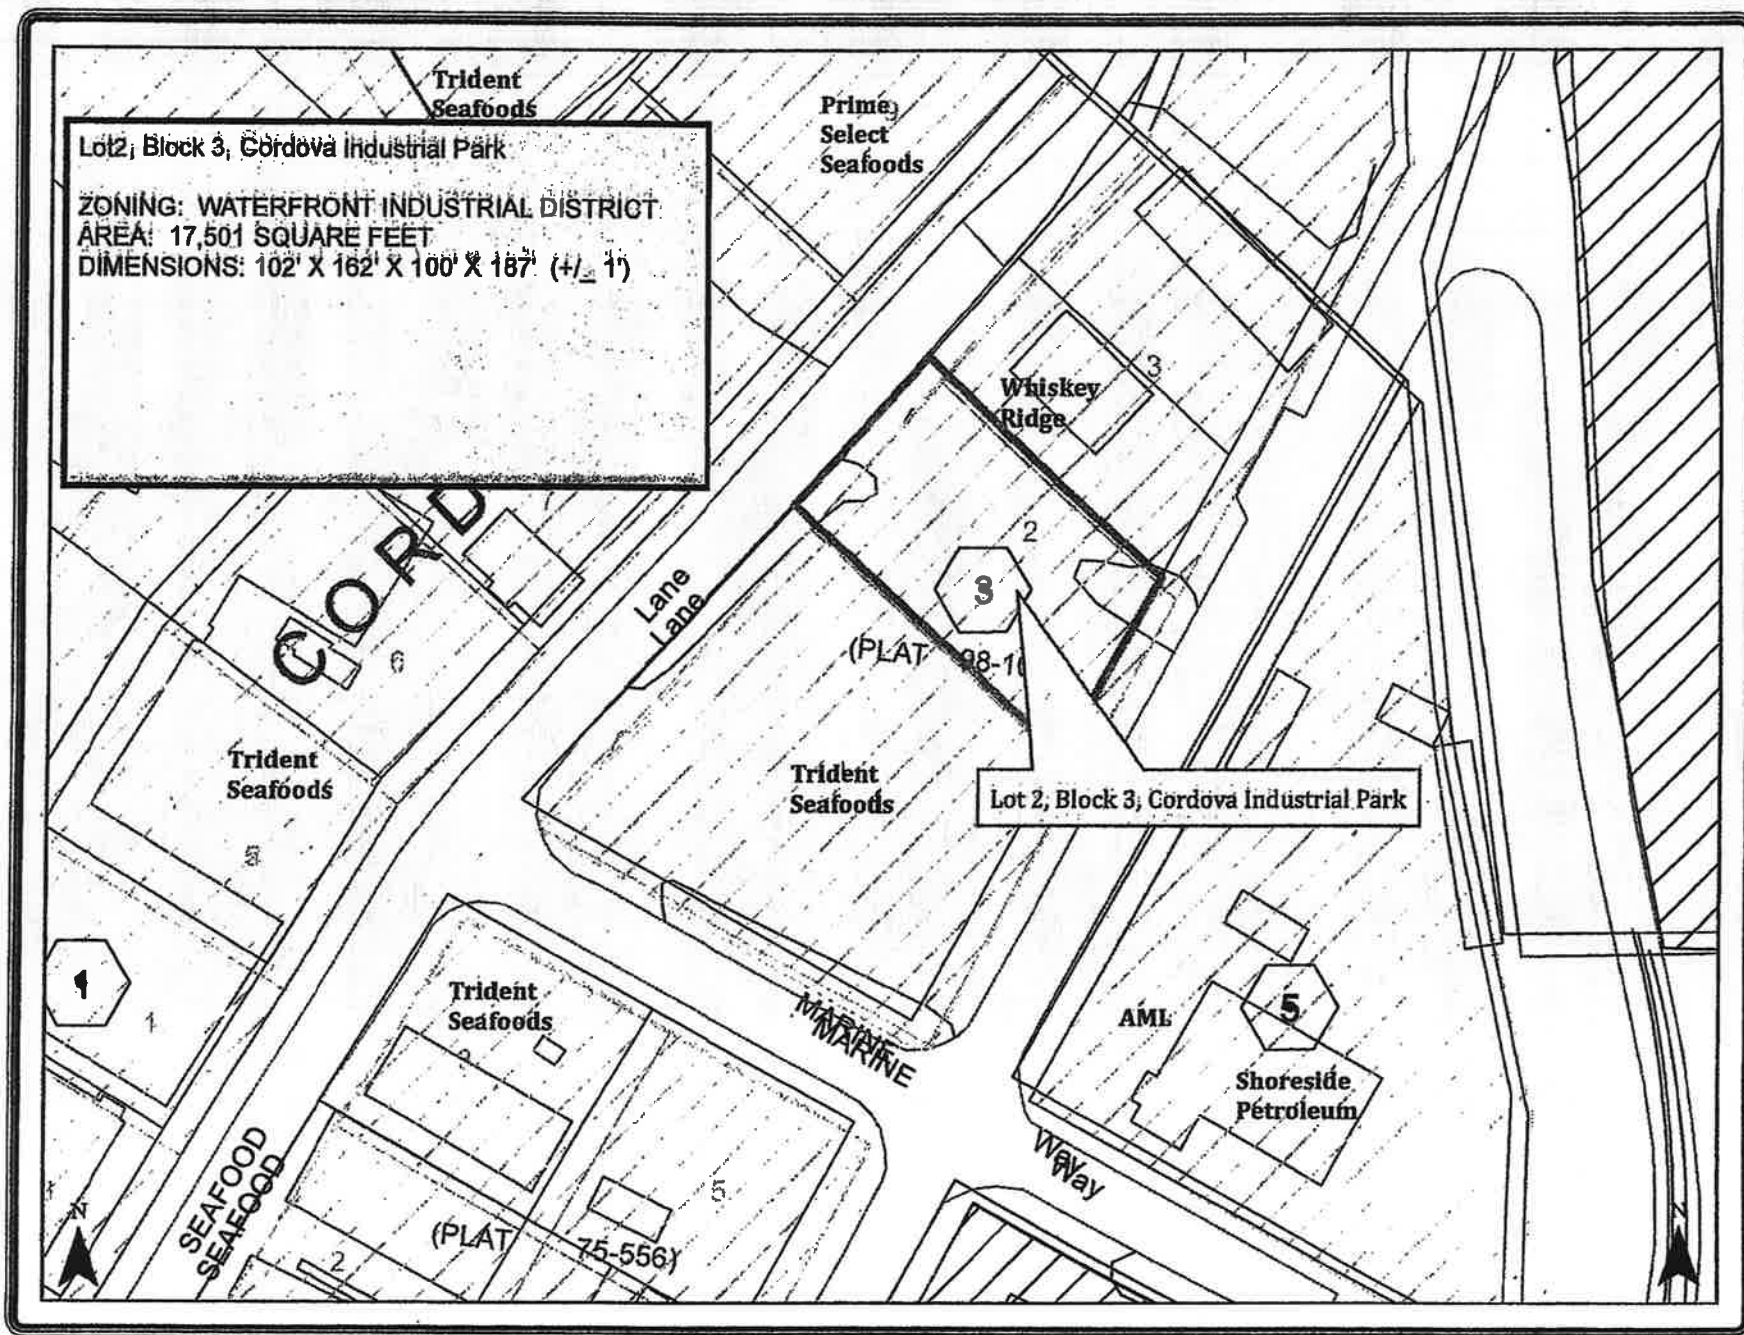 Trident
Seafoods
Prime
Select
Seafoods
Lot2, Block 3, Cordova Industrial Park
ZONING: WATERFRONT INDUSTRIAL DISTRICT
AREA: 17,501 SQUARE FEET
DIMENSIONS: 102' X 162' X 100' X 187' (+/_ 1')
3
Whiskey
Ridge
CORD
2
3
Lane
Lane
(PLAT 98-10
6
Trident
Seafoods
Trident
Seafoods
Lot 2, Block 3, Cordova Industrial Park
1
1
Trident
Seafoods
MARINE
MARINE
AML
5
Shoreside
Petroleum
Way
Way
SEAFOOD
SEAFOOD
5
(PLAT 75-556)
2
N
N